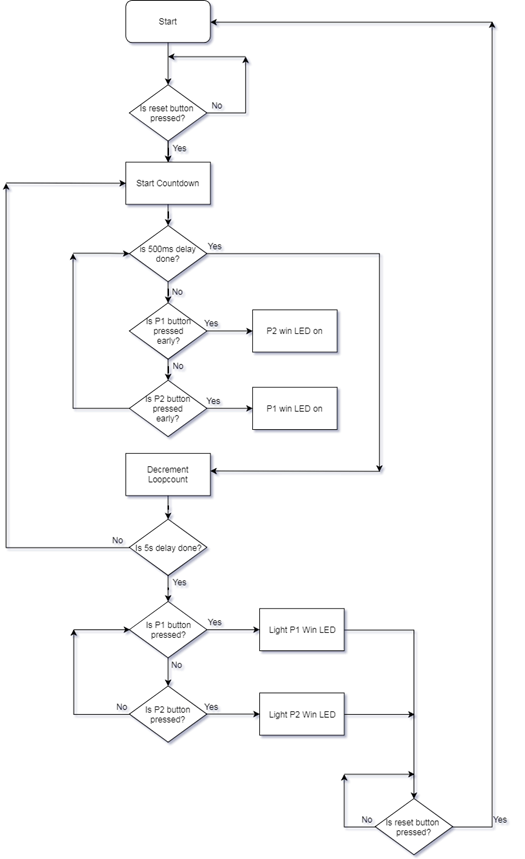 Start
Is reset button
pressed?
No
Yes
Start Countdown
Is 500ms delay
done?
Yes
No
Is P1 button
pressed
early?
Yes
P2 win LED on
No
Is P2 button
pressed
early?
Yes
P1 win LED on
Decrement
Loopcount
No
Is 5s delay done?
Yes
Is P1 button
pressed?
Yes
Light P1 Win LED
No
No
Is P2 button
pressed?
Yes
Light P2 Win LED
No
Is reset button
pressed?
Yes